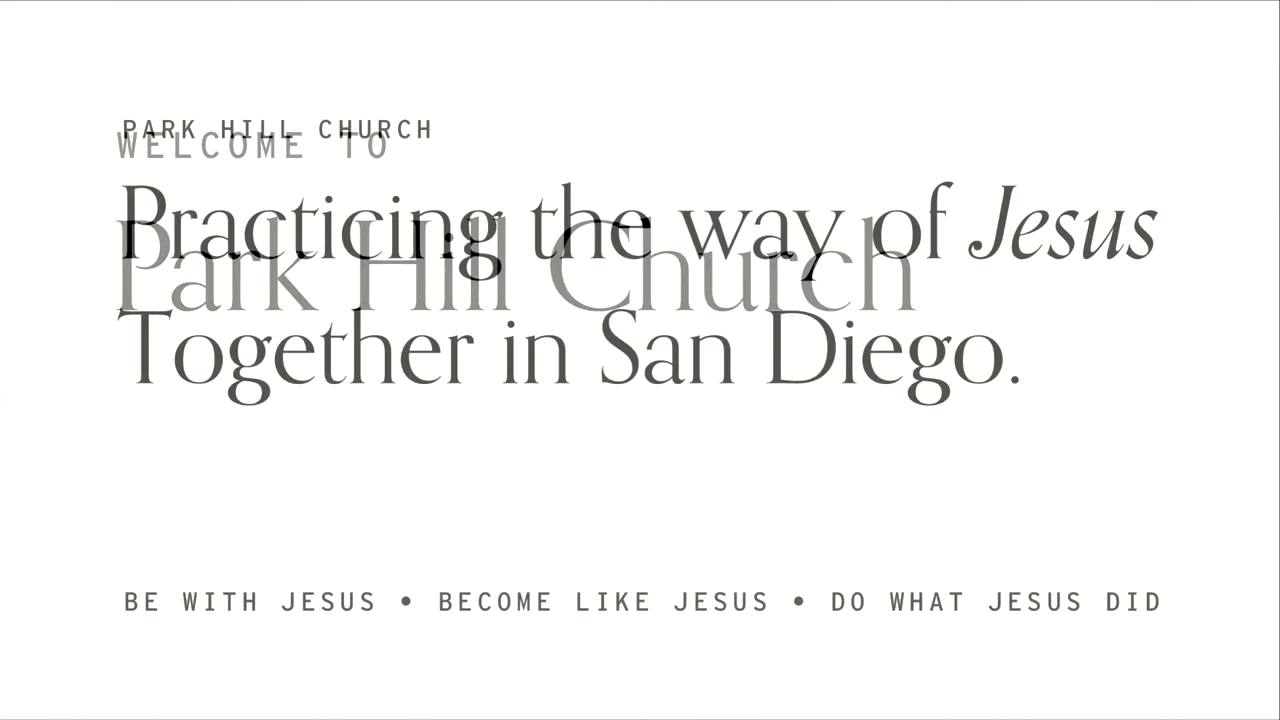 PARK HILL CHURCH
WELCOME TO
Practicing the way of Jesus
Park Hill Church
Together in San Diego.
BE WITH JESUS • BECOME LIKE JESUS • DO WHAT JESUS DID